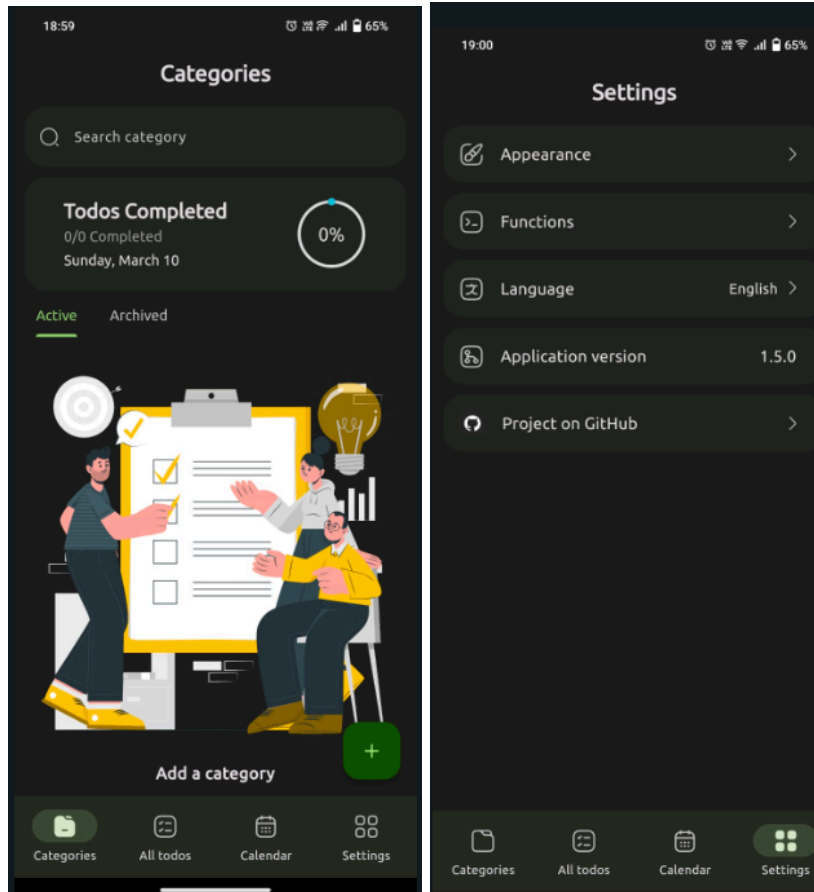 18:59
65%
Categories
Search category
Todos Completed
0/0 Completed
Sunday, March 10
0%
Active Archived
Add a category
Categories All todos Calendar Settings
19:00
65%
Settings
Appearance
Functions
Language English
Application version 1.5.0
Project on GitHub
Categories All todos Calendar Settings